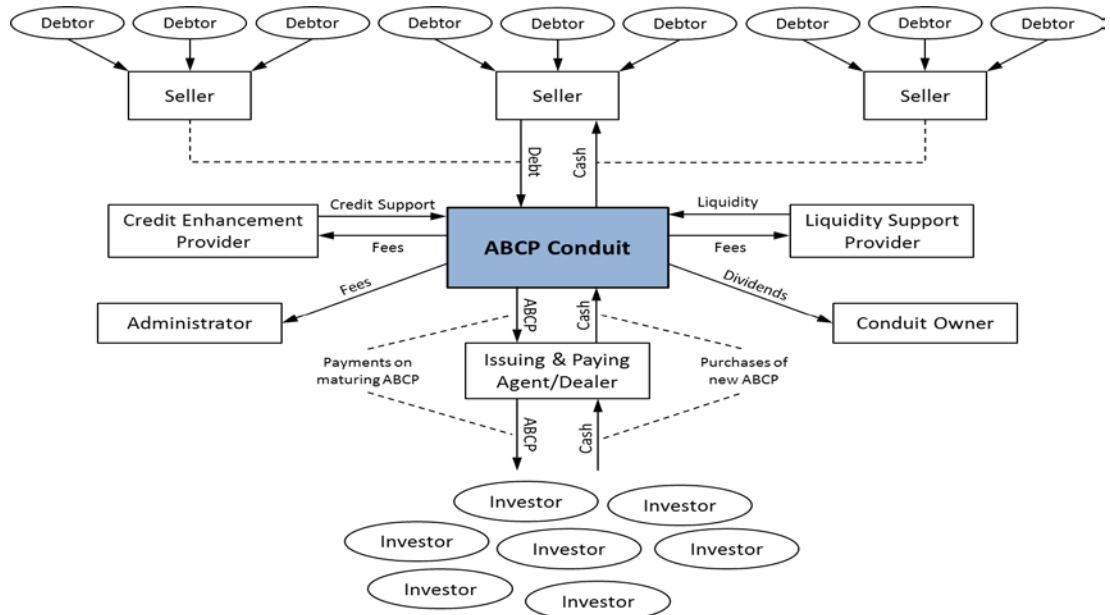 Debtor
Debtor
Debtor
Debtor
Debtor
Debtor
Debtor
Debtor
Debtor
Seller
Seller
Seller
Debt
Cash
Credit Enhancement
Provider
Credit Support
Fees
ABCP Conduit
Liquidity
Fees
Liquidity Support
Provider
Fees
Dividends
Administrator
Conduit Owner
ABCP
Cash
Payments on
maturing ABCP
Issuing & Paying
Agent/Dealer
Purchases of
new ABCP
ABCP
Cash
Investor
Investor
Investor
Investor
Investor
Investor
Investor